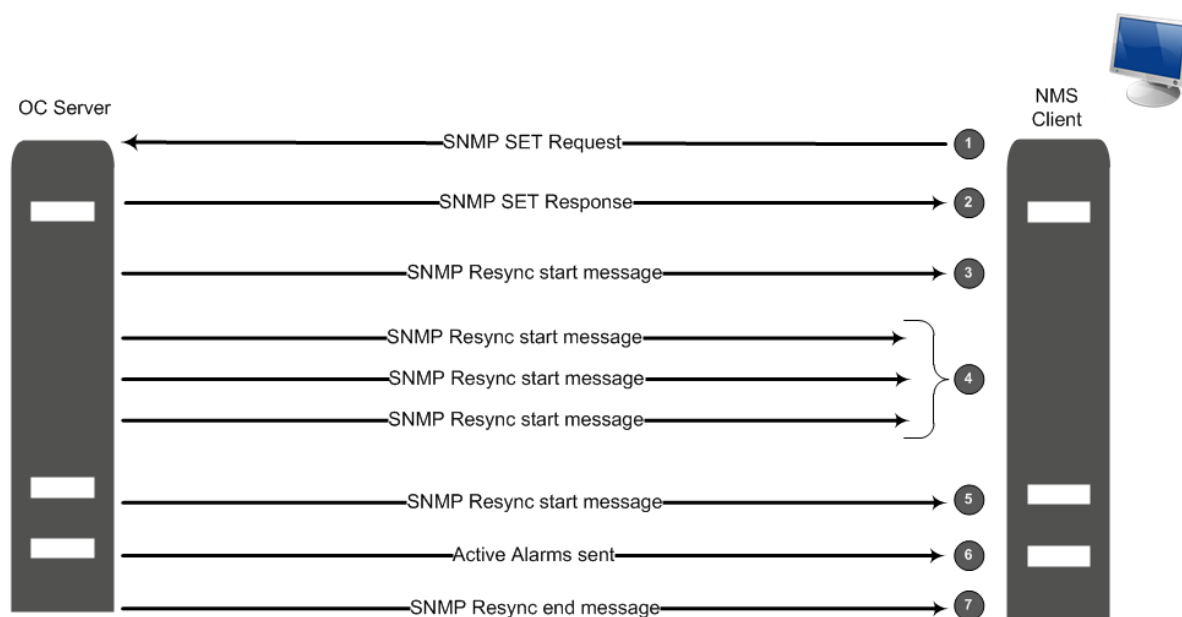 OC Server
NMS
Client
SNMP SET Request
1
SNMP SET Response
2
SNMP Resync start message
3
SNMP Resync start message
SNMP Resync start message
4
SNMP Resync start message
SNMP Resync start message
5
Active Alarms sent
6
SNMP Resync end message
7